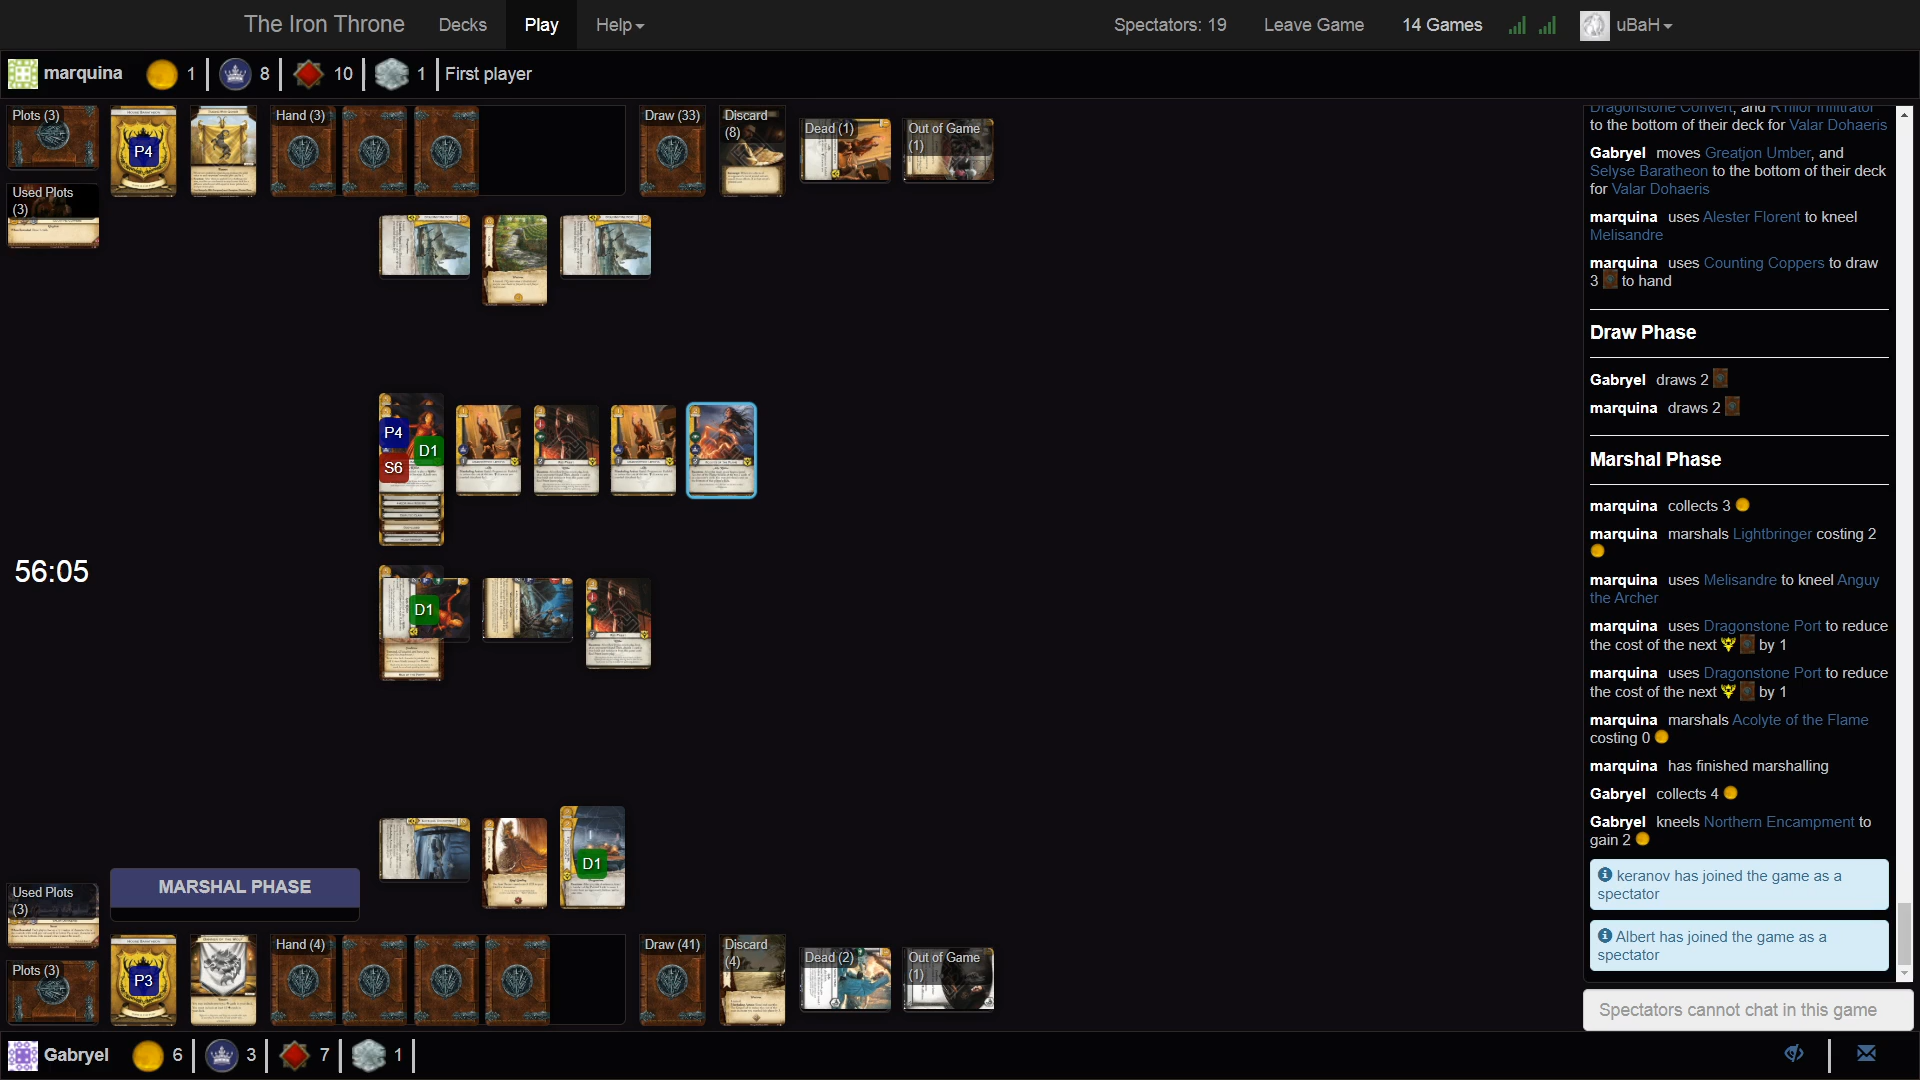 The Iron Throne
Decks
Play
Help
Spectators: 19
Leave Game
14 Games
uBaH
marquina
1
8
10
1
First player
Plots (3)
P4
Hand (3)
Draw (33)
Discard
(8)
Dead (1)
Out of Game
(1)
Used Plots
(3)
P4
D1
S6
56:05
D1
D1
MARSHAL PHASE
Used Plots
(3)
Plots (3)
P3
Hand (4)
Draw (41)
Discard
(4)
Dead (2)
Out of Game
(1)
Gabryel
6
3
7
1
Dragonstone Convert, and R'hllor Infiltrator
to the bottom of their deck for Valar Dohaeris
Gabryel moves Greatjon Umber, and
Selyse Baratheon to the bottom of their deck
for Valar Dohaeris
marquina uses Alester Florent to kneel
Melisandre
marquina uses Counting Coppers to draw
3 to hand
Draw Phase
Gabryel draws 2
marquina draws 2
Marshal Phase
marquina collects 3
marquina marshals Lightbringer costing 2
marquina uses Melisandre to kneel Anguy
the Archer
marquina uses Dragonstone Port to reduce
the cost of the next by 1
marquina uses Dragonstone Port to reduce
the cost of the next by 1
marquina marshals Acolyte of the Flame
costing 0
marquina has finished marshalling
Gabryel collects 4
Gabryel kneels Northern Encampment to
gain 2
keranov has joined the game as a
spectator
Albert has joined the game as a
spectator
Spectators cannot chat in this game